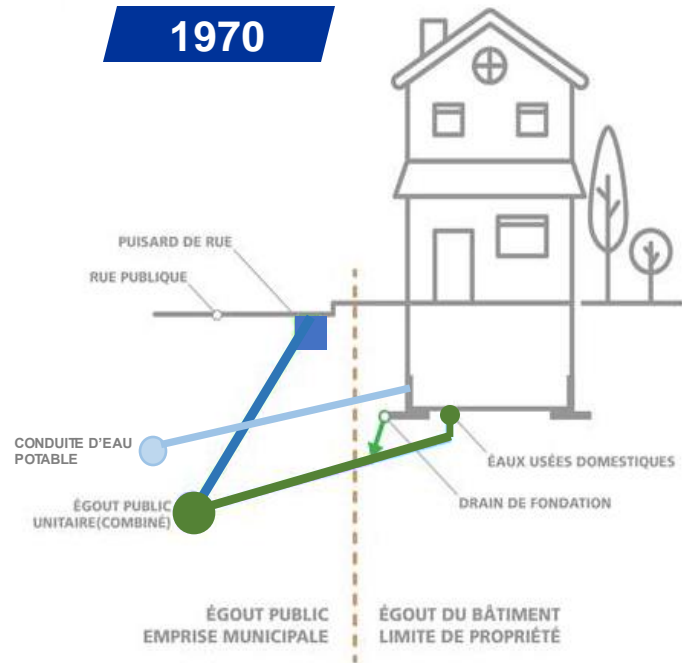 1970
PUISARD DE RUE
RUE PUBLIQUE
CONDUITE D'EAU
POTABLE
ÉAUX USÉES DOMESTIQUES
DRAIN DE FONDATION
ÉGOUT PUBLIC
UNITAIRE(COMBINÉ)
ÉGOUT PUBLIC
EMPRISE MUNICIPALE
ÉGOUT DU BÂTIMENT
LIMITE DE PROPRIÉTÉ